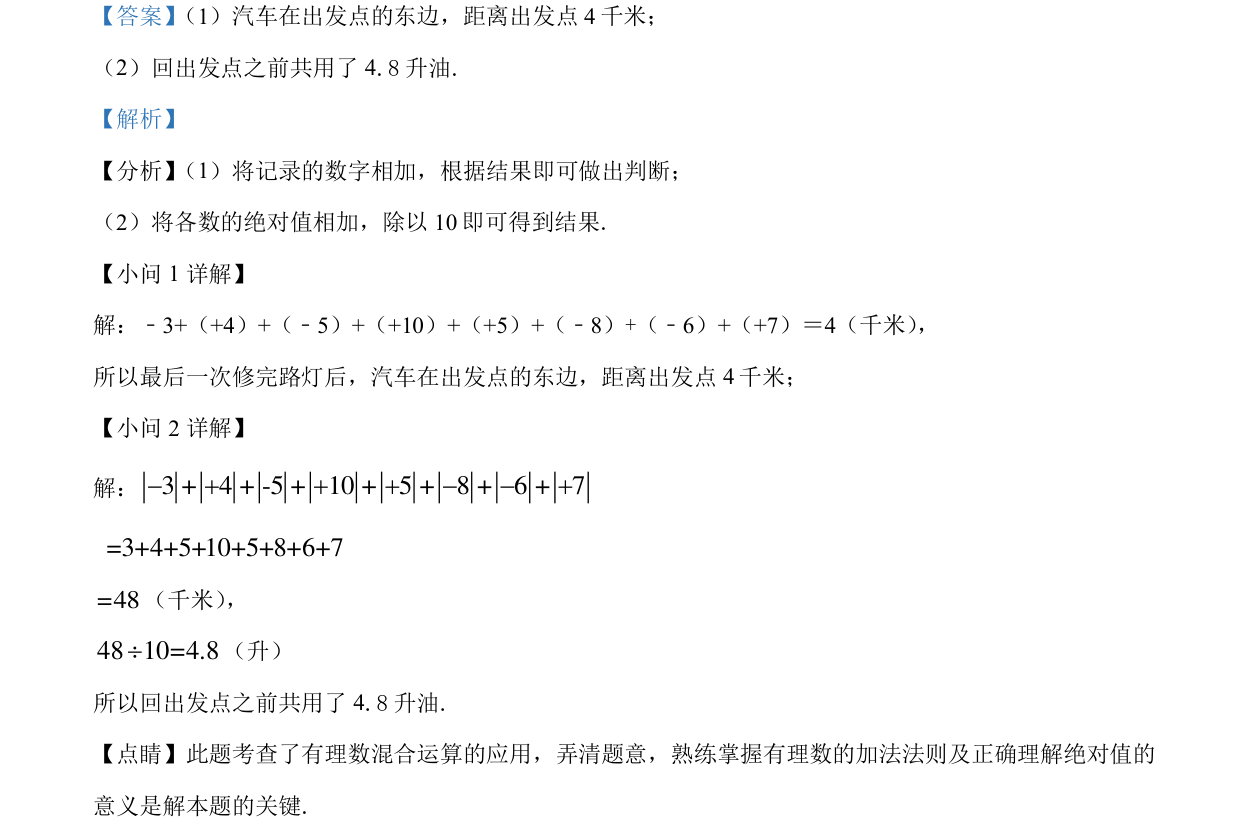 【答案】（1）汽车在出发点的东边，距离出发点 4 千米；
（2）回出发点之前共用了 4.８升油．
【解析】
【分析】（1）将记录的数字相加，根据结果即可做出判断；
（2）将各数的绝对值相加，除以 10 即可得到结果．
【小问 1 详解】
解：﹣3+（+4）+（﹣5）+（+10）+（+5）+（﹣8）+（﹣6）+（+7）＝4（千米），
所以最后一次修完路灯后，汽车在出发点的东边，距离出发点 4 千米；
【小问 2 详解】
解：|−3|+|+4|+|-5|+|+10|+|+5|+|−8|+|−6|+|+7|
=3+4+5+10+5+8+6+7
=48（千米），
48÷10=4.8（升）
所以回出发点之前共用了 4.８升油．
【点睛】此题考查了有理数混合运算的应用，弄清题意，熟练掌握有理数的加法法则及正确理解绝对值的
意义是解本题的关键．